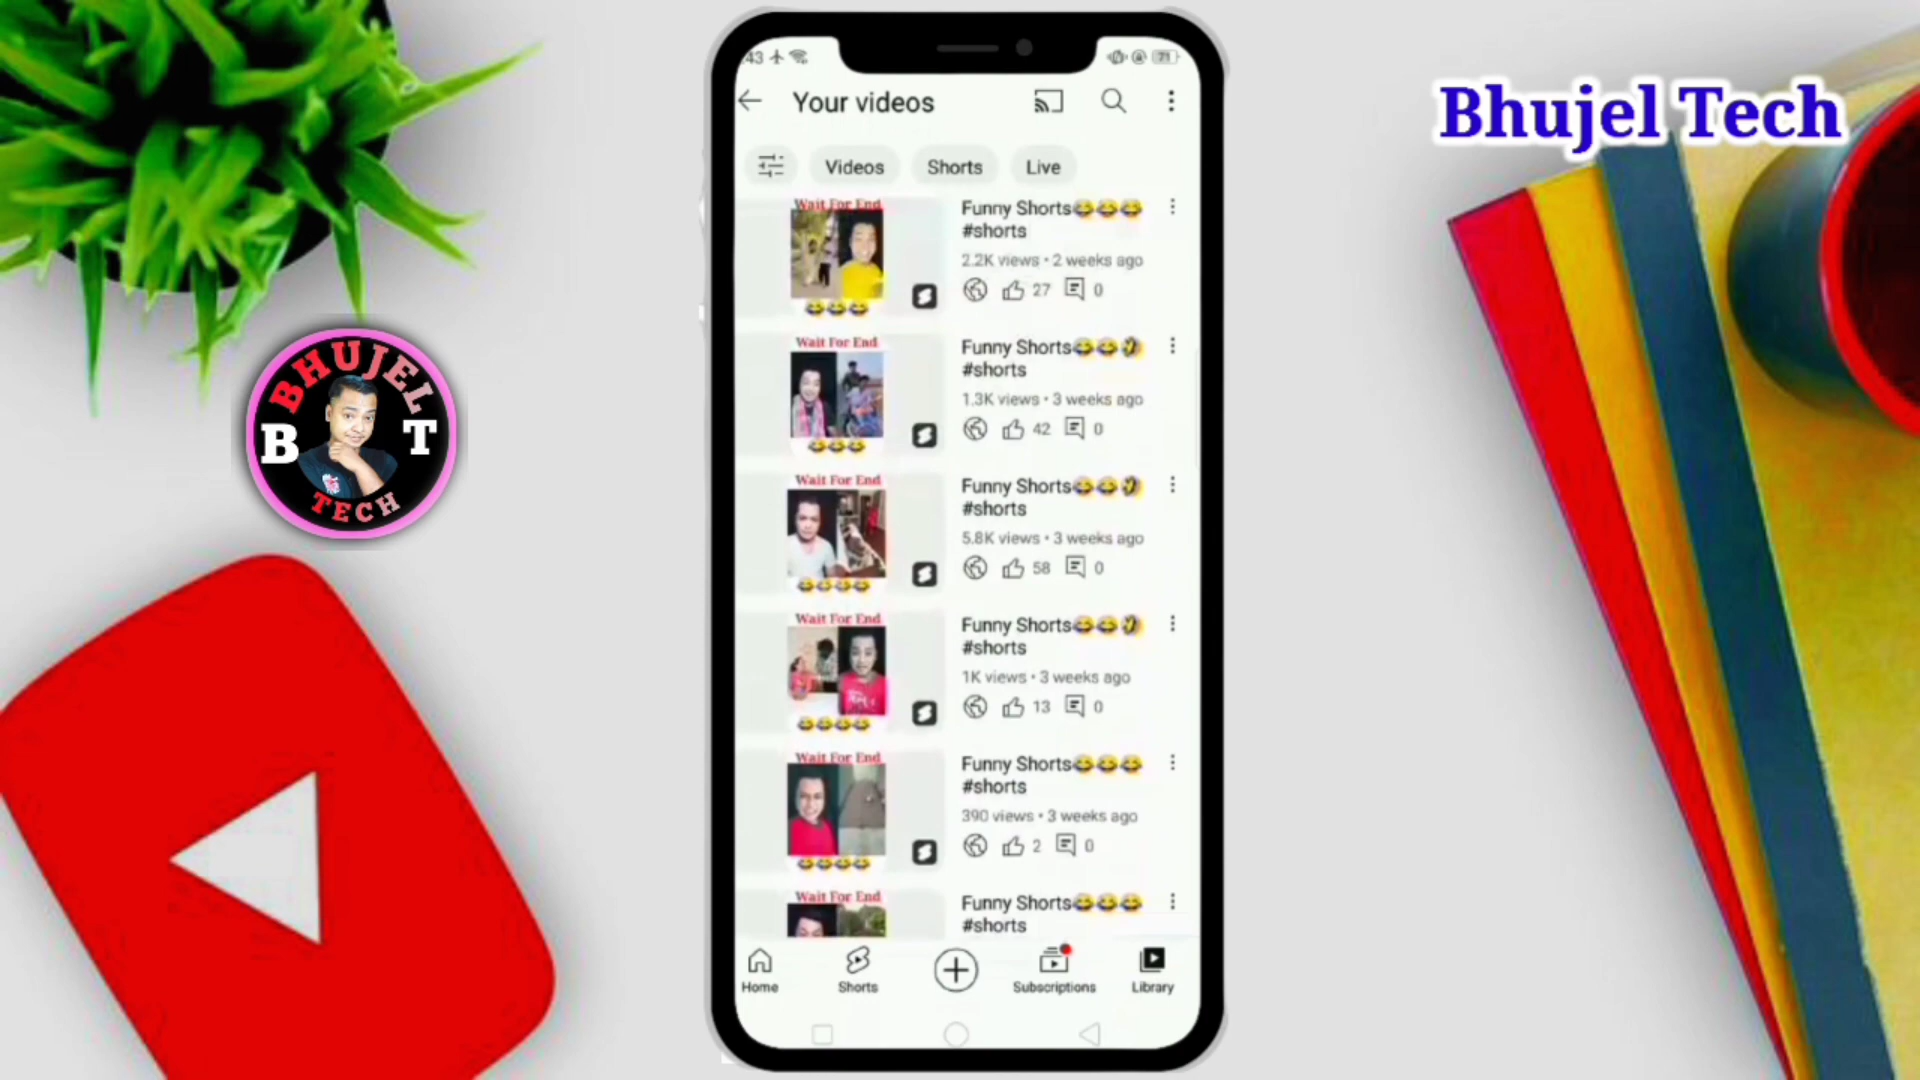 Bhujel Tech
BHUJEL
B T
TECH
:43 71
Your videos
Videos Shorts Live
Wait For End
Funny Shorts😂😂😂
#shorts
2.2K views • 2 weeks ago
27 0
😂😂😂
Wait For End
Funny Shorts😂😂🤣
#shorts
1.3K views • 3 weeks ago
42 0
😂😂😂
Wait For End
Funny Shorts😂😂🤣
#shorts
5.8K views • 3 weeks ago
58 0
😂😂😂😂
Wait For End
Funny Shorts😂😂🤣
#shorts
1K views • 3 weeks ago
13 0
😂😂😂😂
Wait For End
Funny Shorts😂😂😂
#shorts
390 views • 3 weeks ago
2 0
😂😂😂😂
Wait For End
Funny Shorts😂😂😂
#shorts
Home Shorts Subscriptions Library